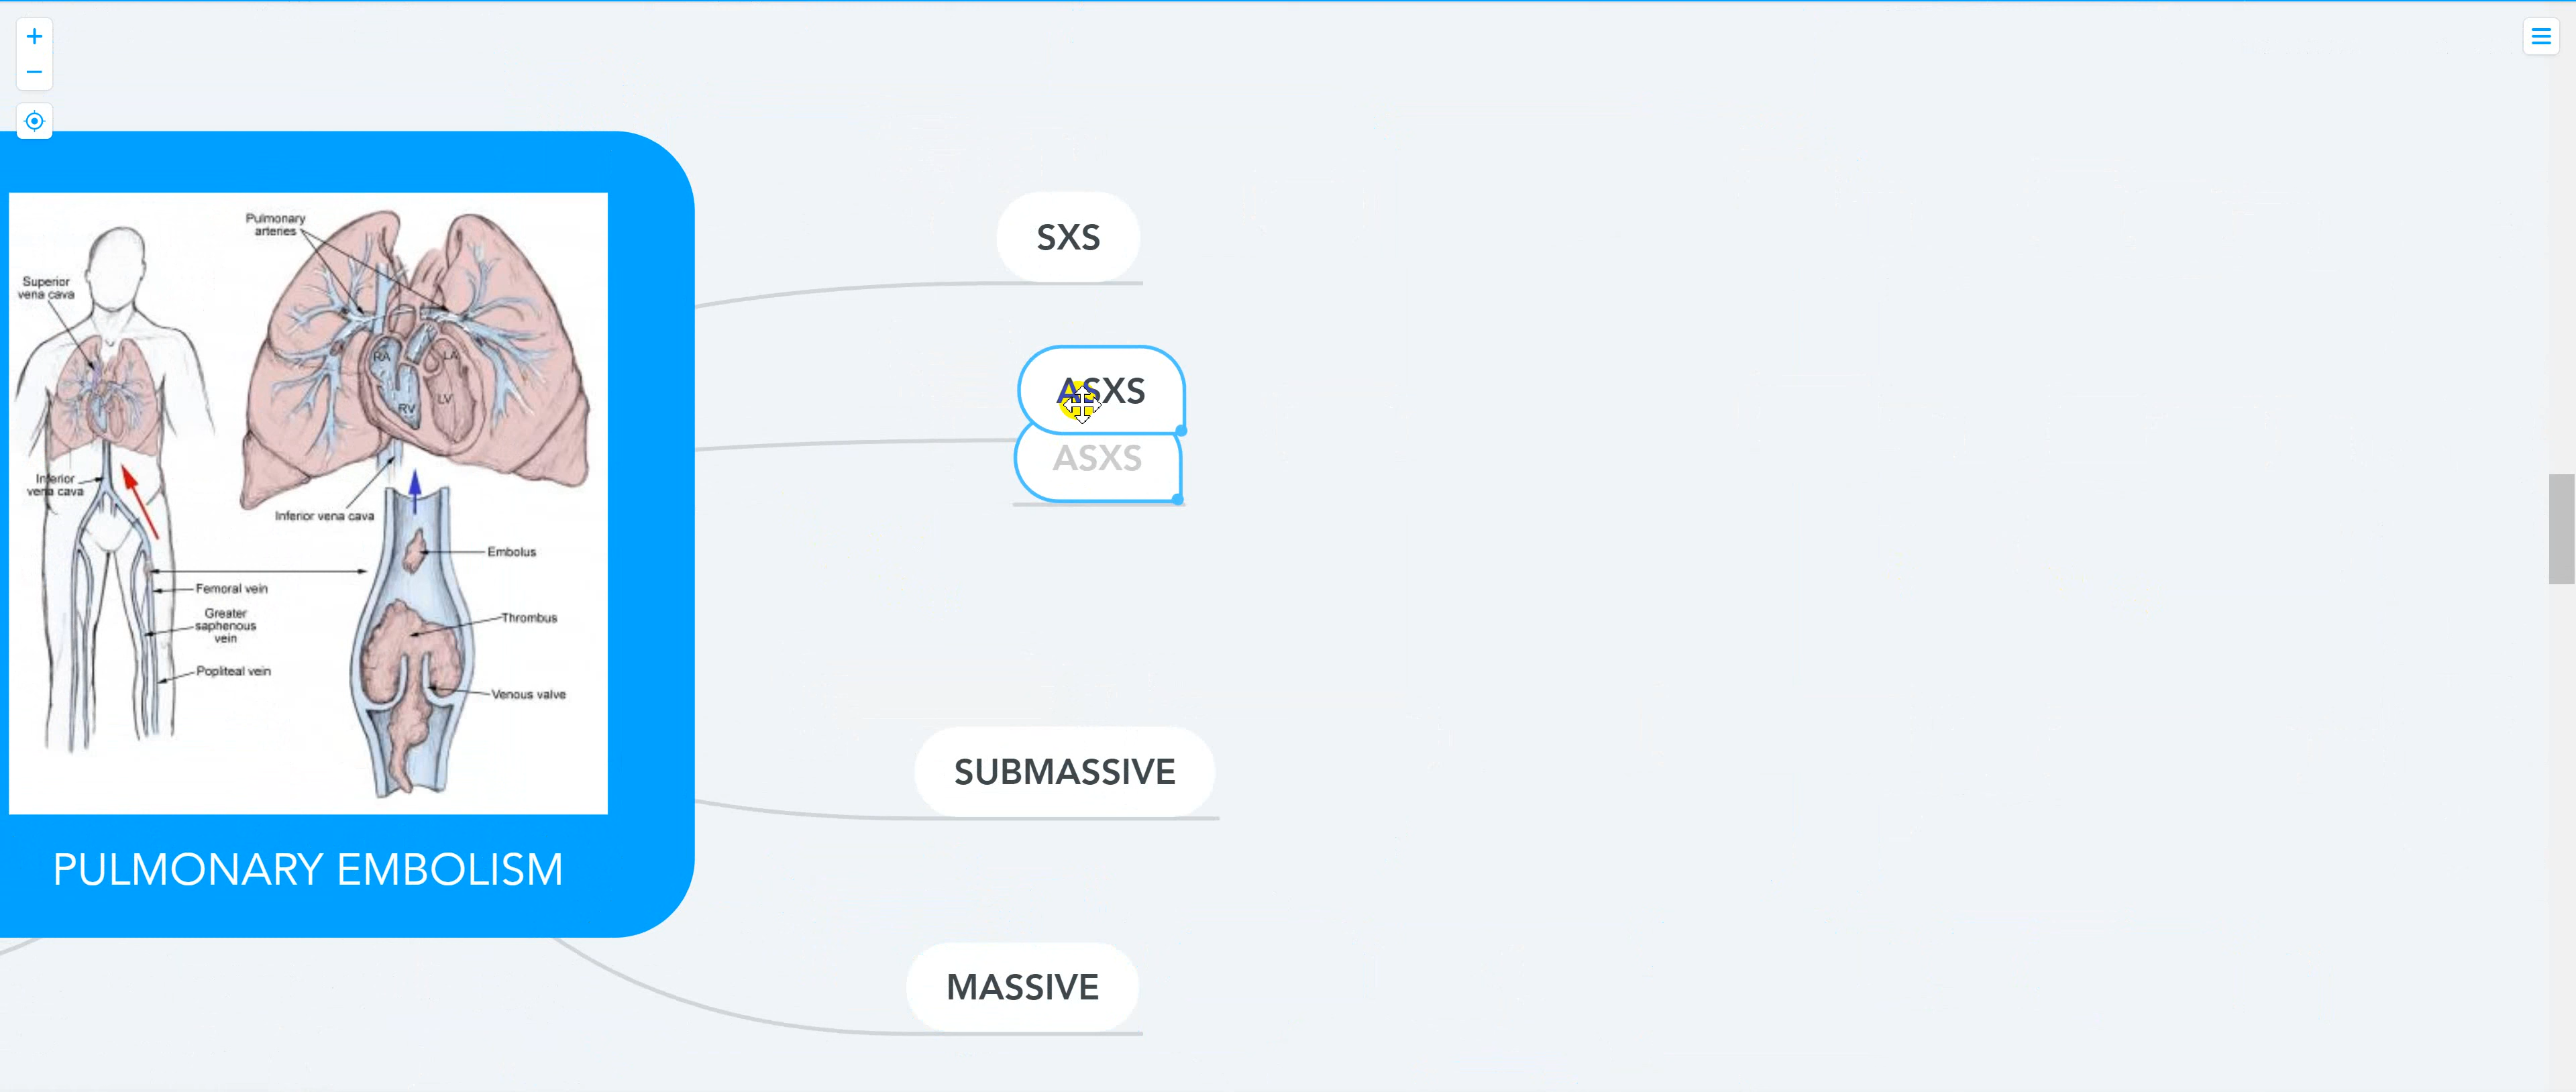 Pulmonary
arteries
Superior
vena cava
RA
LA
RV
LV
Inferior
vena cava
Inferior vena cava
Embolus
Femoral vein
Greater
saphenous
vein
Thrombus
Popliteal vein
Venous valve
PULMONARY EMBOLISM
SXS
ASXS
ASXS
SUBMASSIVE
MASSIVE